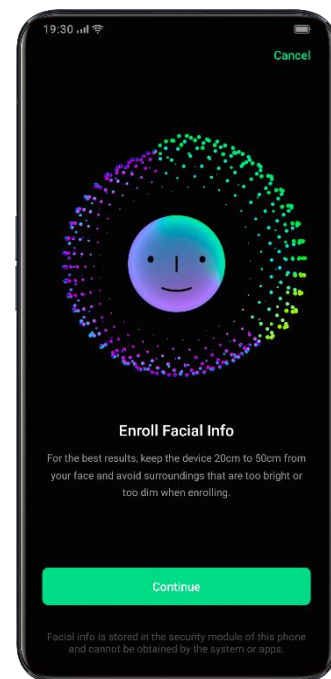 19:30
Cancel
Enroll Facial Info
For the best results, keep the device 20cm to 50cm from
your face and avoid surroundings that are too bright or
too dim when enrolling.
Continue
Facial info is stored in the security module of this phone
and cannot be obtained by the system or apps.